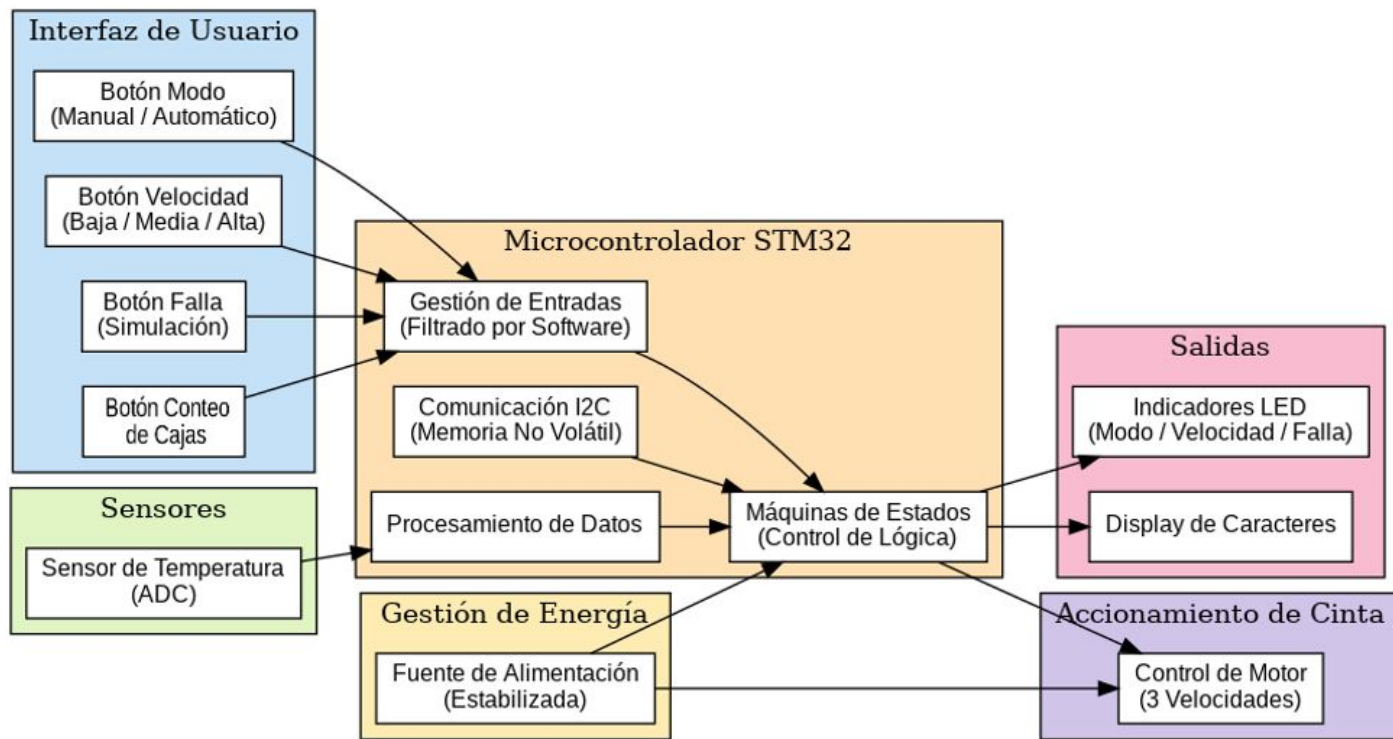 Interfaz de Usuario
Botón Modo
(Manual / Automático)
Botón Velocidad
(Baja / Media / Alta)
Botón Falla
(Simulación)
Botón Conteo
de Cajas
Sensores
Sensor de Temperatura
(ADC)
Microcontrolador STM32
Gestión de Entradas
(Filtrado por Software)
Comunicación I2C
(Memoria No Volátil)
Procesamiento de Datos
Máquinas de Estados
(Control de Lógica)
Gestión de Energía
Fuente de Alimentación
(Estabilizada)
Salidas
Indicadores LED
(Modo / Velocidad / Falla)
Display de Caracteres
Accionamiento de Cinta
Control de Motor
(3 Velocidades)